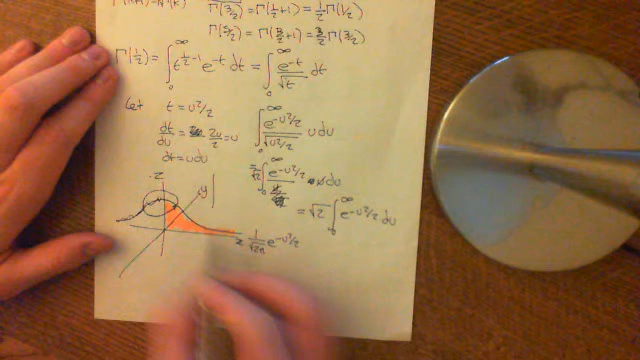 Γ(3/2) = Γ(1/2+1) = 1/2 Γ(1/2)
Γ(5/2) = Γ(3/2+1) = 3/2 Γ(3/2)
Γ(1/2) = ∫₀^∞ t^(1/2-1) e^-t dt = ∫₀^∞ e^-t/√t dt
Let t = u²/2
dt/du = 2u/2 = u
∫₀^∞ e^(-u²/2)/√(u²/2) u du
dt = u du
= √2 ∫₀^∞ e^(-u²/2) du
= √2 ∫₀^∞ e^(-u²/2) du
z
y
x
1/√2π e^-u²/2